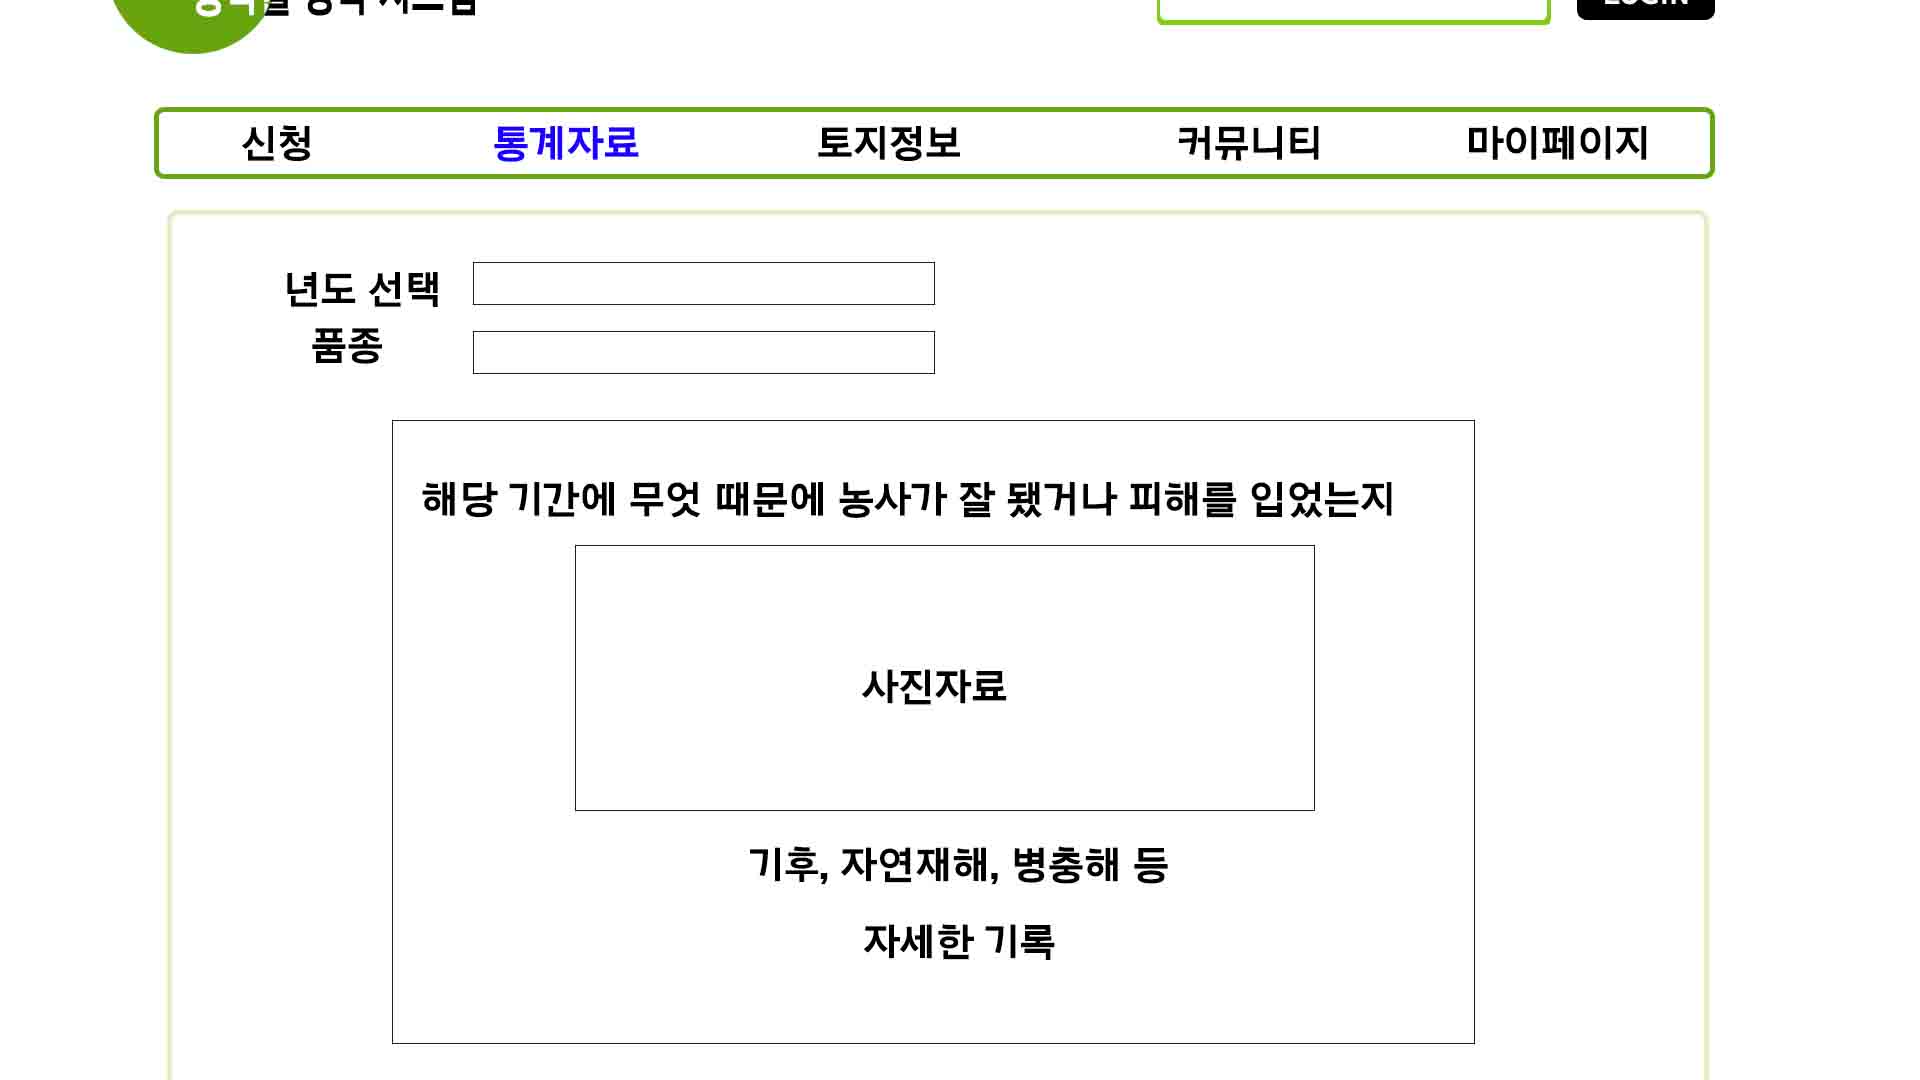 신청 통계자료 토지정보 커뮤니티 마이페이지
년도 선택
품종
해당 기간에 무엇 때문에 농사가 잘 됐거나 피해를 입었는지
사진자료
기후, 자연재해, 병충해 등
자세한 기록